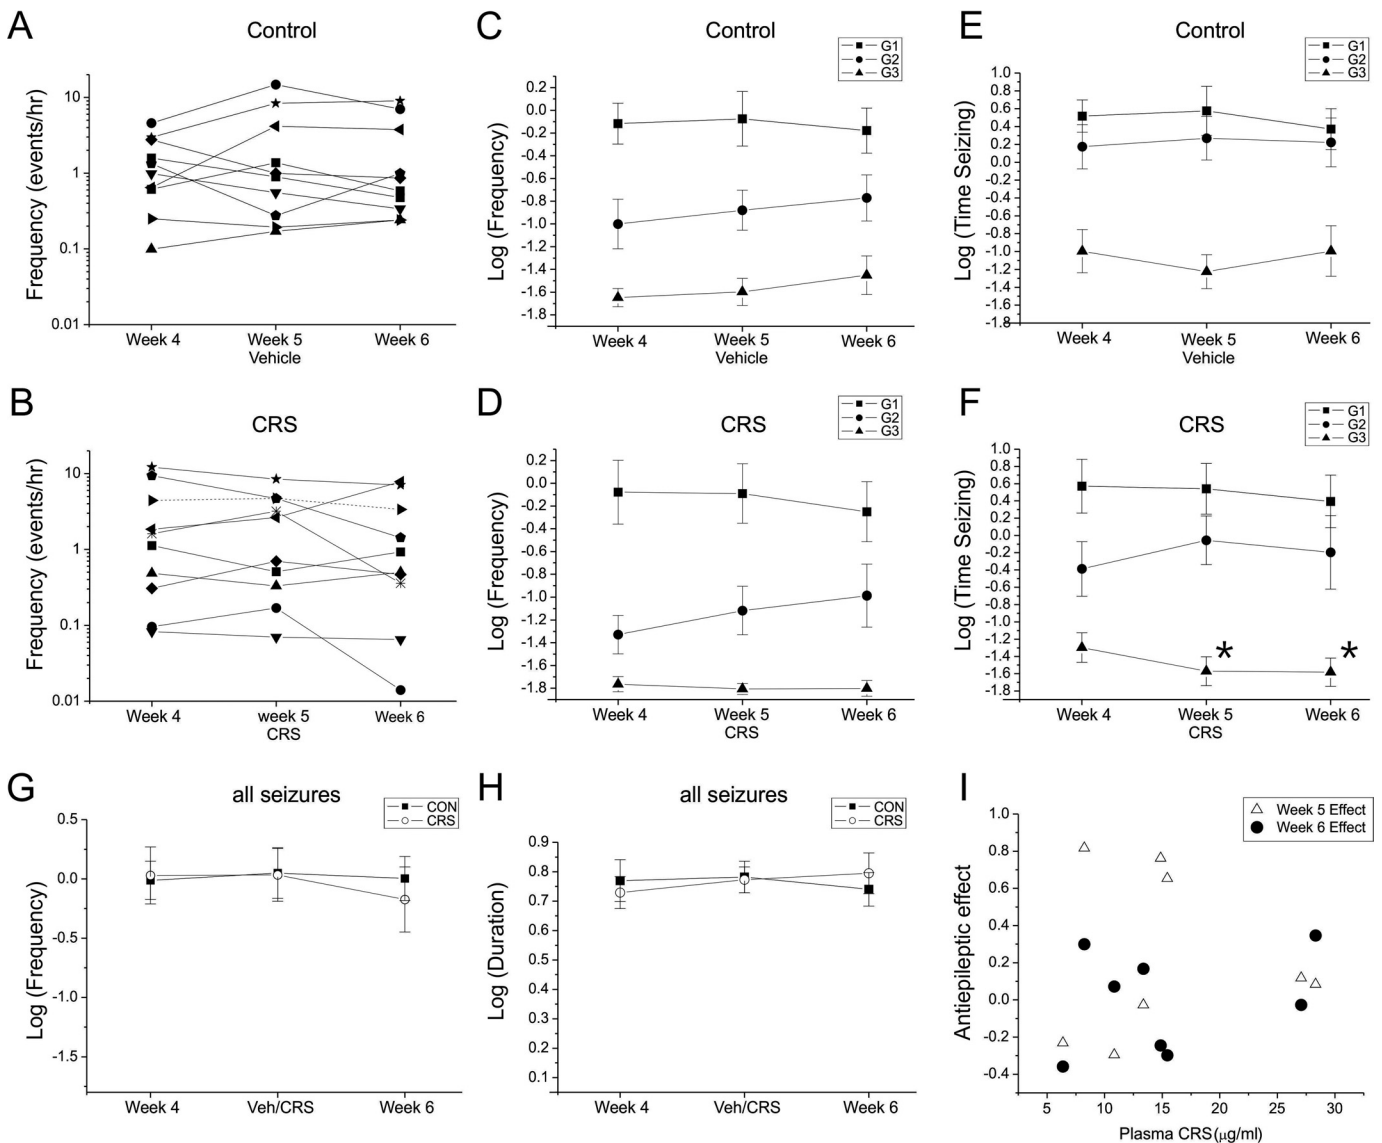 A
Control
Frequency (events/hr)
10
1
0.1
0.01
Week 4
Week 5
Week 6
Vehicle
C
Control
G1
G2
G3
Log (Frequency)
0.2
-0.0
-0.2
-0.4
-0.6
-0.8
-1.0
-1.2
-1.4
-1.6
-1.8
Week 4
Week 5
Week 6
Vehicle
E
Control
G1
G2
G3
Log (Time Seizing)
1.0
0.8
0.6
0.4
0.2
0.0
-0.2
-0.4
-0.6
-0.8
-1.0
-1.2
-1.4
-1.6
-1.8
Week 4
Week 5
Week 6
Vehicle
B
CRS
Frequency (events/hr)
10
1
0.1
0.01
Week 4
week 5
Week 6
CRS
D
CRS
G1
G2
G3
Log (Frequency)
0.2
-0.0
-0.2
-0.4
-0.6
-0.8
-1.0
-1.2
-1.4
-1.6
-1.8
Week 4
Week 5
Week 6
CRS
F
CRS
G1
G2
G3
Log (Time Seizing)
1.0
0.8
0.6
0.4
0.2
-0.0
-0.2
-0.4
-0.6
-0.8
-1.0
-1.2
-1.4
-1.6
-1.8
*
*
Week 4
Week 5
Week 6
CRS
G
all seizures
CON
CRS
Log (Frequency)
0.5
0.0
-0.5
-1.0
-1.5
Week 4
Veh/CRS
Week 6
H
all seizures
CON
CRS
Log (Duration)
0.9
0.8
0.7
0.6
0.5
0.4
0.3
0.2
0.1
Week 4
Veh/CRS
Week 6
I
Week 5 Effect
Week 6 Effect
Antiepileptic effect
1.0
0.8
0.6
0.4
0.2
0.0
-0.2
-0.4
5
10
15
20
25
30
Plasma CRS(μg/ml)